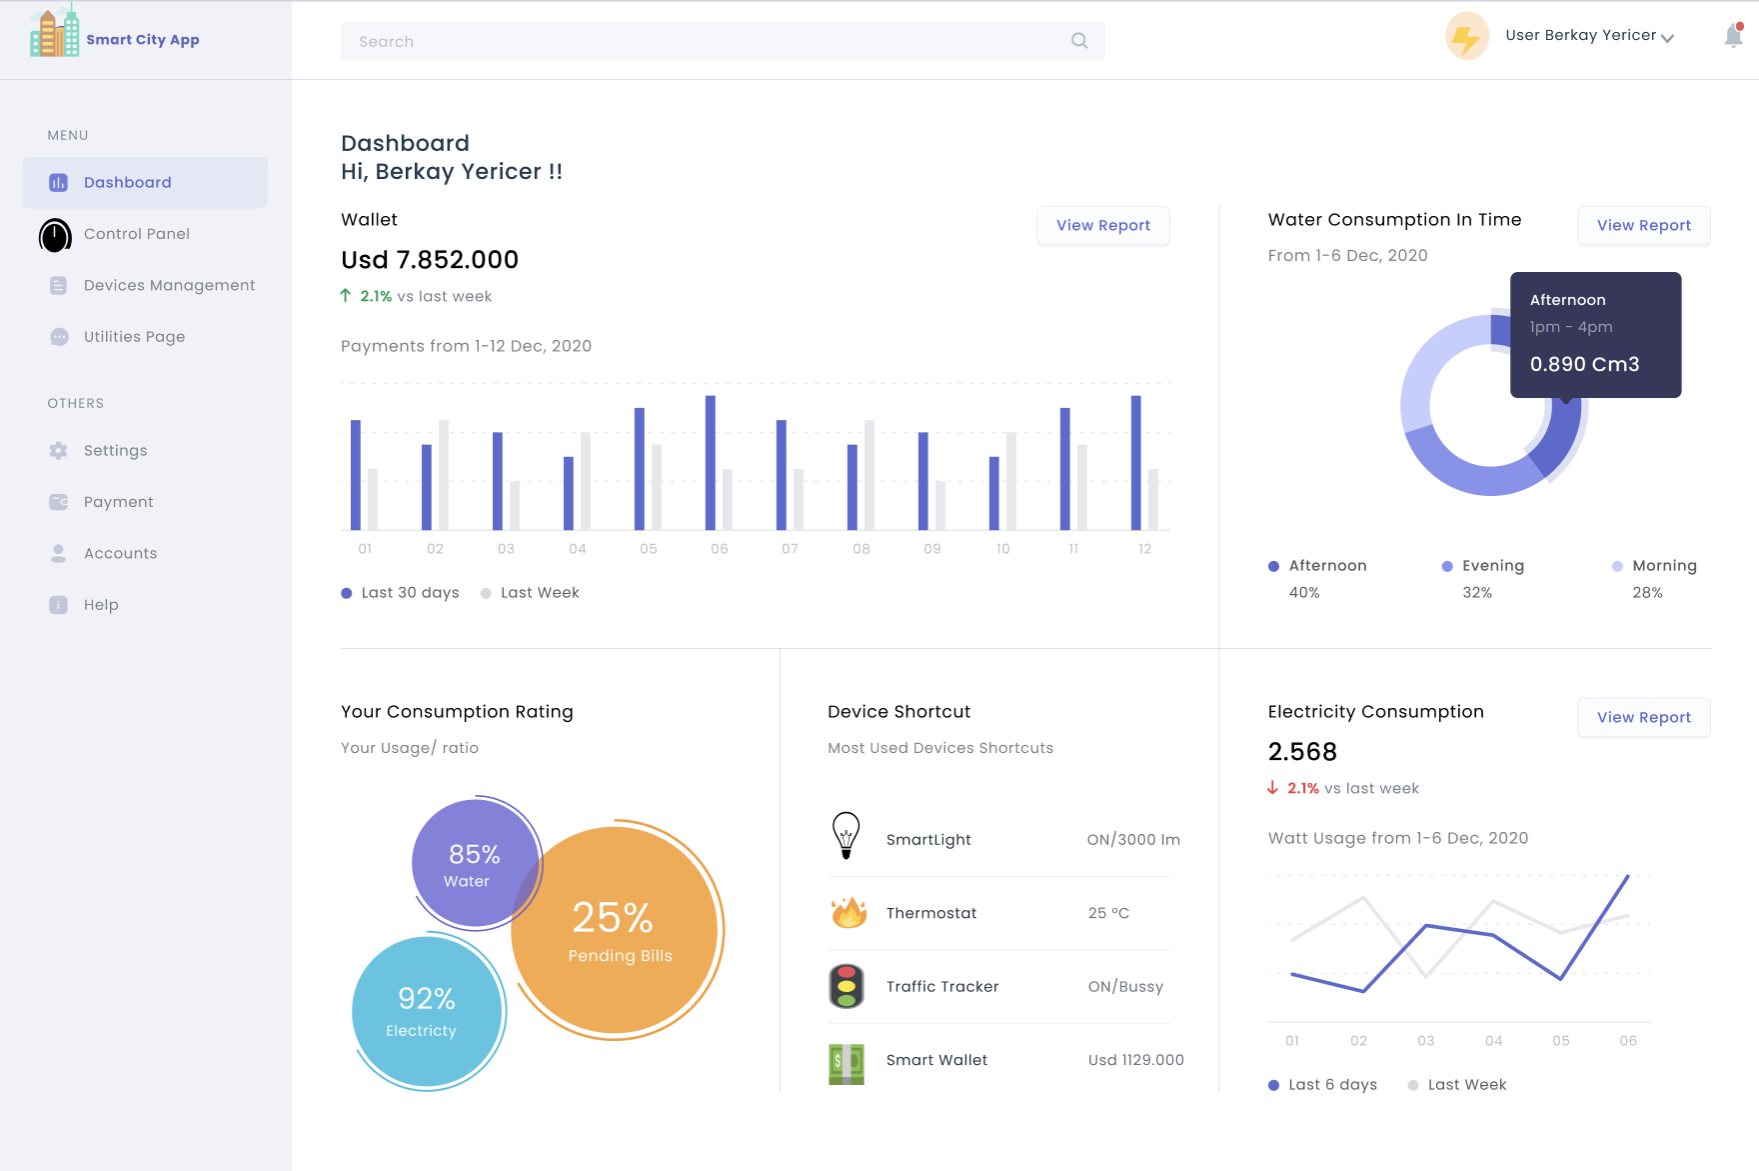 Smart City App
Search
User Berkay Yericer
MENU
Dashboard
Control Panel
Devices Management
Utilities Page
OTHERS
Settings
Payment
Accounts
Help
Dashboard
Hi, Berkay Yericer !!
Wallet
View Report
Usd 7.852.000
2.1% vs last week
Payments from 1-12 Dec, 2020
01 02 03 04 05 06 07 08 09 10 11 12
Last 30 days Last Week
Water Consumption In Time
View Report
From 1-6 Dec, 2020
Afternoon
1pm - 4pm
0.890 Cm3
Afternoon Evening Morning
40% 32% 28%
Your Consumption Rating
Your Usage/ ratio
85%
Water
25%
Pending Bills
92%
Electricty
Device Shortcut
Most Used Devices Shortcuts
SmartLight ON/3000 lm
Thermostat 25 °C
Traffic Tracker ON/Bussy
$
Smart Wallet Usd 1129.000
Electricity Consumption
View Report
2.568
2.1% vs last week
Watt Usage from 1-6 Dec, 2020
01 02 03 04 05 06
Last 6 days Last Week